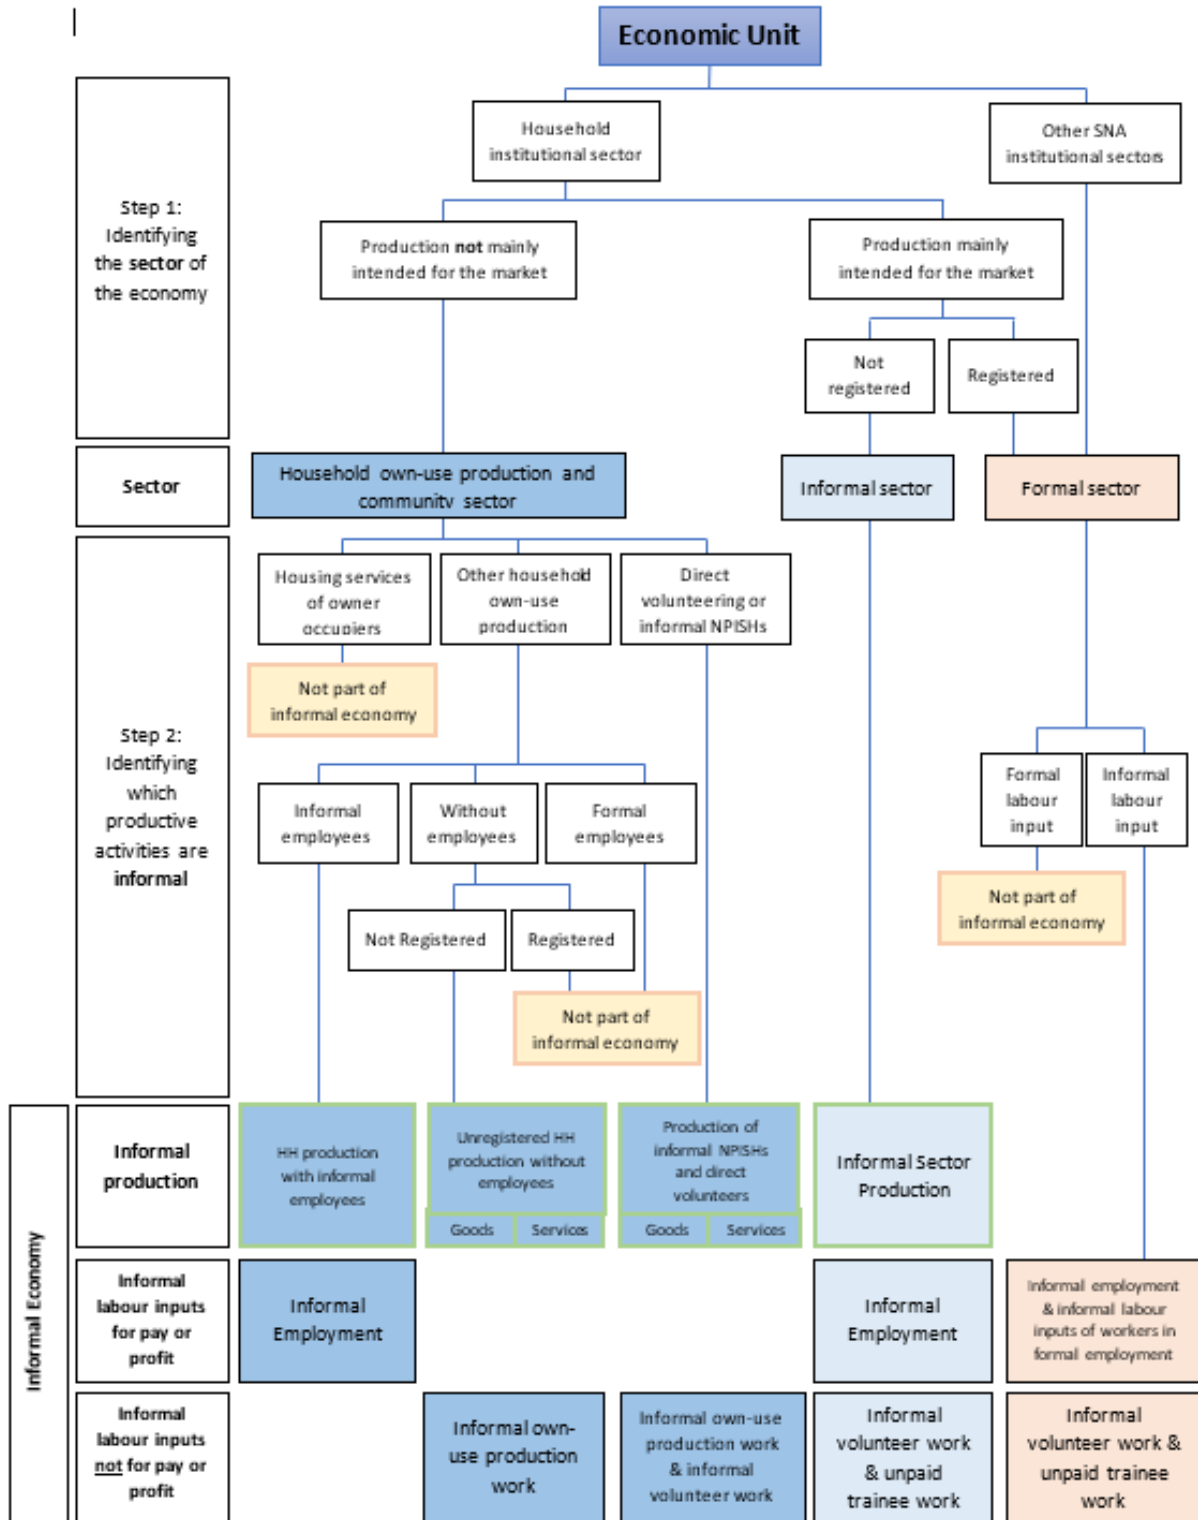 Economic Unit
Household
institutional sector
Other SNA
institutional sectors
Step 1:
Identifying
the sector of
the economy
Production not mainly
intended for the market
Production mainly
intended for the market
Not
registered
Registered
Sector
Household own-use production and
community sector
Informal sector
Formal sector
Step 2:
Identifying
which
productive
activities are
informal
Housing services
of owner
occupiers
Other household
own-use
production
Direct
volunteering or
informal NPISHs
Not part of
informal economy
Formal
labour
input
Informal
labour
input
Informal
employees
Without
employees
Formal
employees
Not part of
informal economy
Not Registered
Registered
Not part of
informal economy
Informal Economy
Informal
production
HH production
with informal
employees
Unregistered HH
production without
employees
Goods
Services
Production of
informal NPISHs
and direct
volunteers
Goods
Services
Informal Sector
Production
Informal
labour inputs
for pay or
profit
Informal
Employment
Informal
Employment
Informal employment
& informal labour
inputs of workers in
formal employment
Informal
labour inputs
not for pay or
profit
Informal own-
use production
work
Informal own-use
production work
& informal
volunteer work
Informal
volunteer work
& unpaid
trainee work
Informal
volunteer work &
unpaid trainee
work